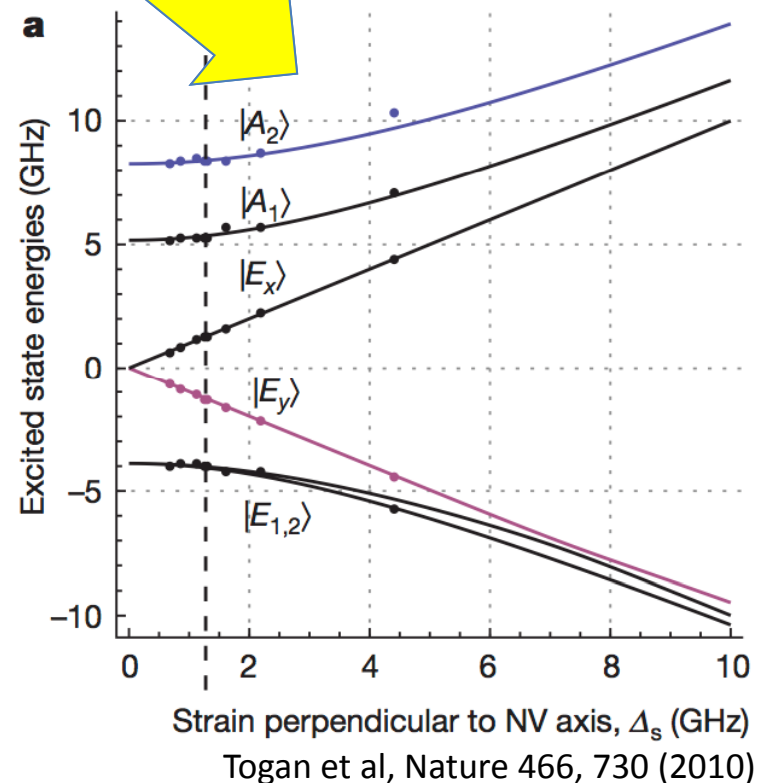 a
Excited state energies (GHz)
10
5
0
−5
−10
|A₂⟩
|A₁⟩
|Eₓ⟩
|Eᵧ⟩
|E₁,₂⟩
0 2 4 6 8 10
Strain perpendicular to NV axis, Δₛ (GHz)
Togan et al, Nature 466, 730 (2010)